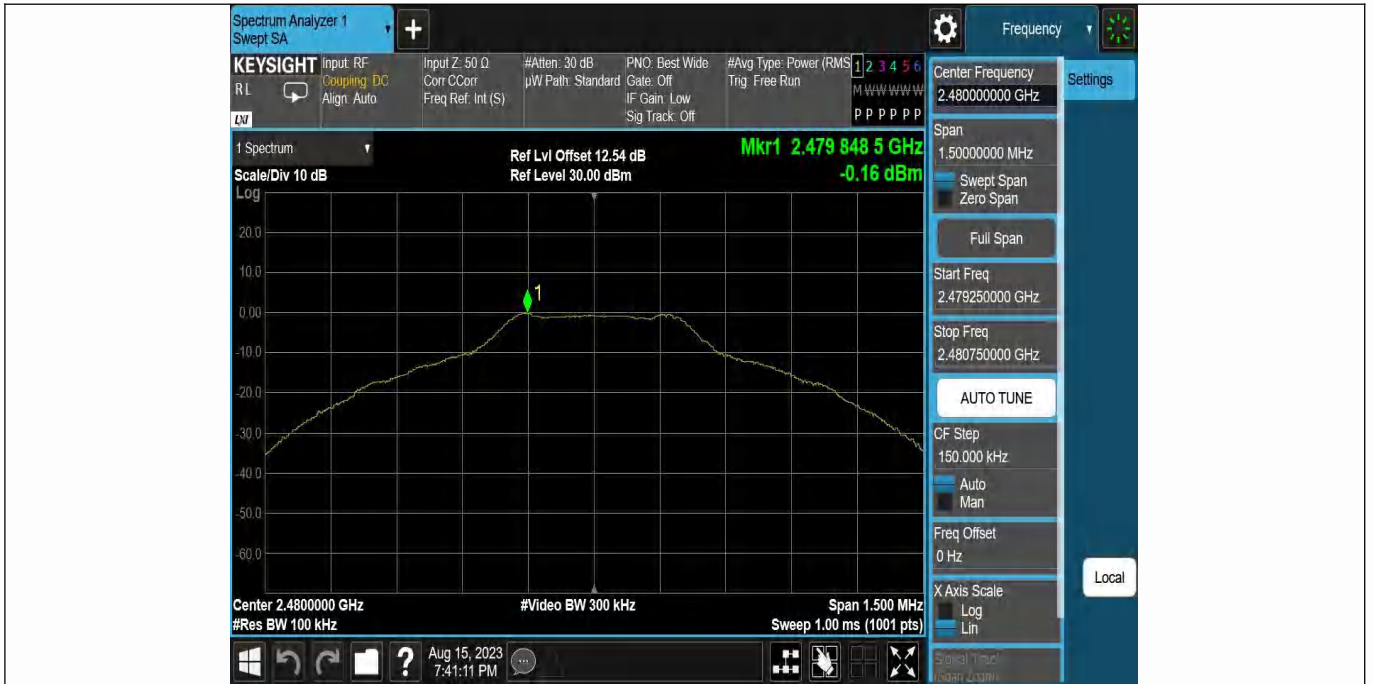 Spectrum Analyzer 1
Swept SA
+
Frequency
KEYSIGHT
RL
LXI
Input: RF
Coupling: DC
Align: Auto
Input Z: 50 Ω
Corr CCorr
Freq Ref: Int (S)
#Atten: 30 dB
µW Path: Standard
PNO: Best Wide
Gate: Off
IF Gain: Low
Sig Track: Off
#Avg Type: Power (RMS
Trig: Free Run
1 2 3 4 5 6
M W W W W W
P P P P P P
1 Spectrum
Scale/Div 10 dB
Log
Ref Lvl Offset 12.54 dB
Ref Level 30.00 dBm
Mkr1 2.479 848 5 GHz
-0.16 dBm
20.0
10.0
0.00
-10.0
-20.0
-30.0
-40.0
-50.0
-60.0
1
Center 2.4800000 GHz
#Res BW 100 kHz
#Video BW 300 kHz
Span 1.500 MHz
Sweep 1.00 ms (1001 pts)
Aug 15, 2023
7:41:11 PM
Center Frequency
2.480000000 GHz
Settings
Span
1.50000000 MHz
Swept Span
Zero Span
Full Span
Start Freq
2.479250000 GHz
Stop Freq
2.480750000 GHz
AUTO TUNE
CF Step
150.000 kHz
Auto
Man
Freq Offset
0 Hz
X Axis Scale
Log
Lin
Signal Track
(Span Zoom)
Local